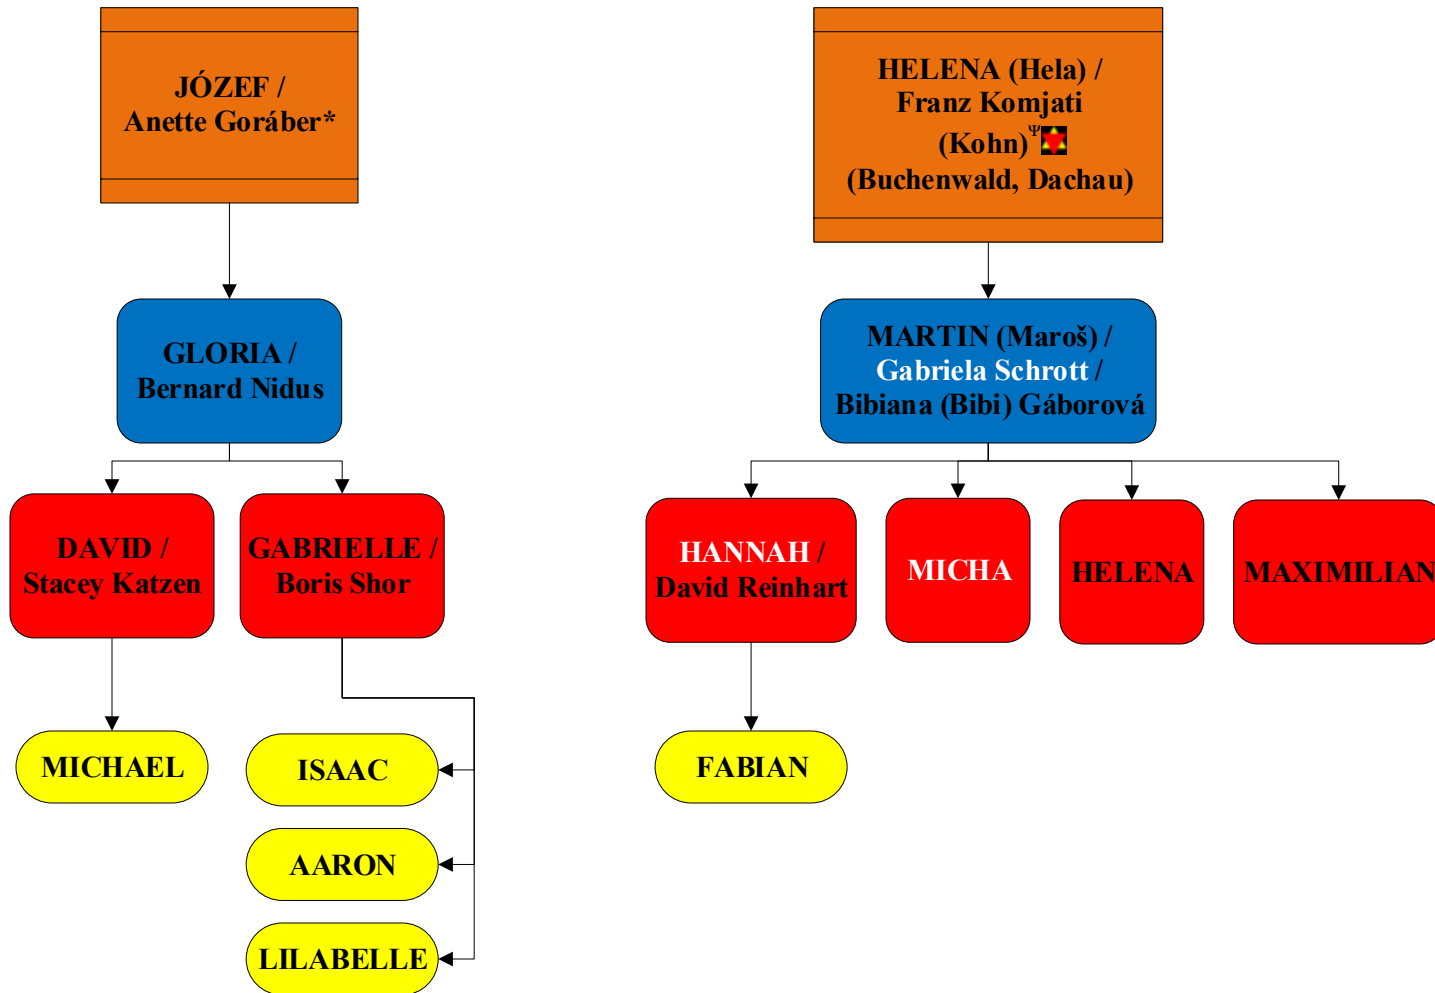 JÓZEF /
Anette Goráber*
HELENA (Hela) /
Franz Komjati
(Kohn)Ψ
(Buchenwald, Dachau)
GLORIA /
Bernard Nidus
MARTIN (Maroš) /
Gabriela Schrott /
Bibiana (Bibi) Gáborová
DAVID /
Stacey Katzen
GABRIELLE /
Boris Shor
HANNAH /
David Reinhart
MICHA
HELENA
MAXIMILIAN
MICHAEL
ISAAC
AARON
LILABELLE
FABIAN